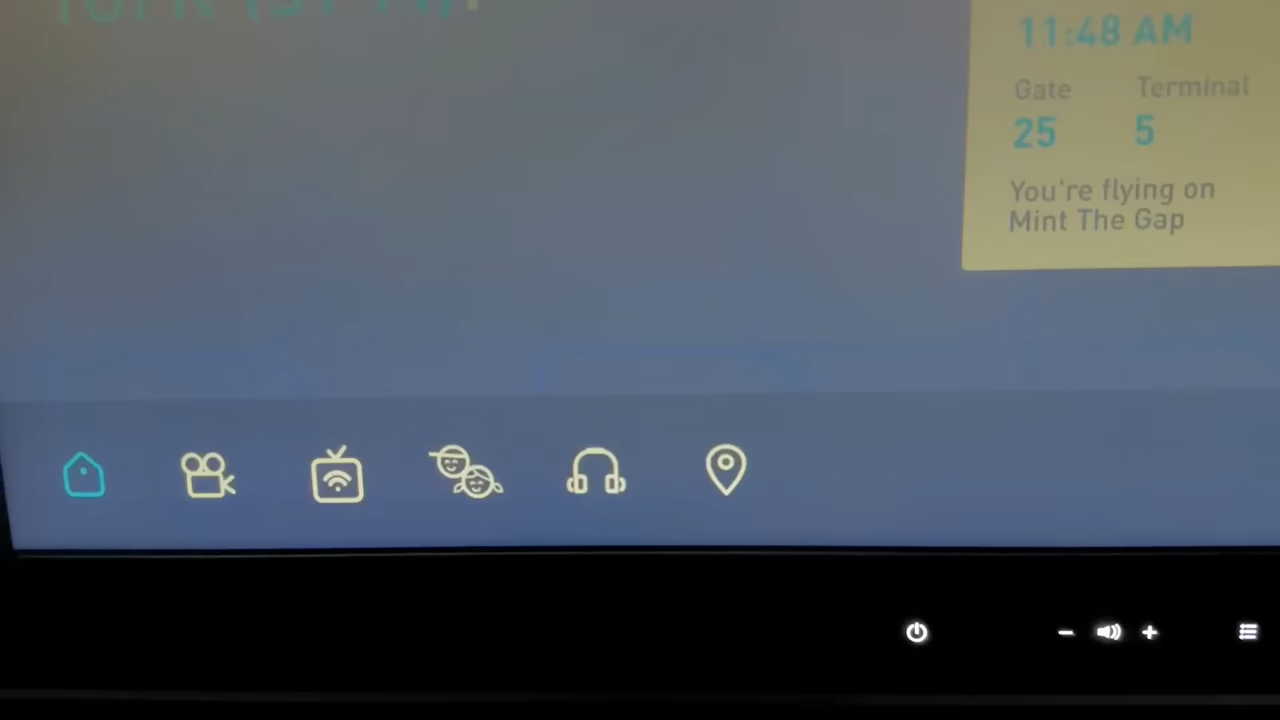 11:48 AM
Gate Terminal
25 5
You're flying on
Mint The Gap